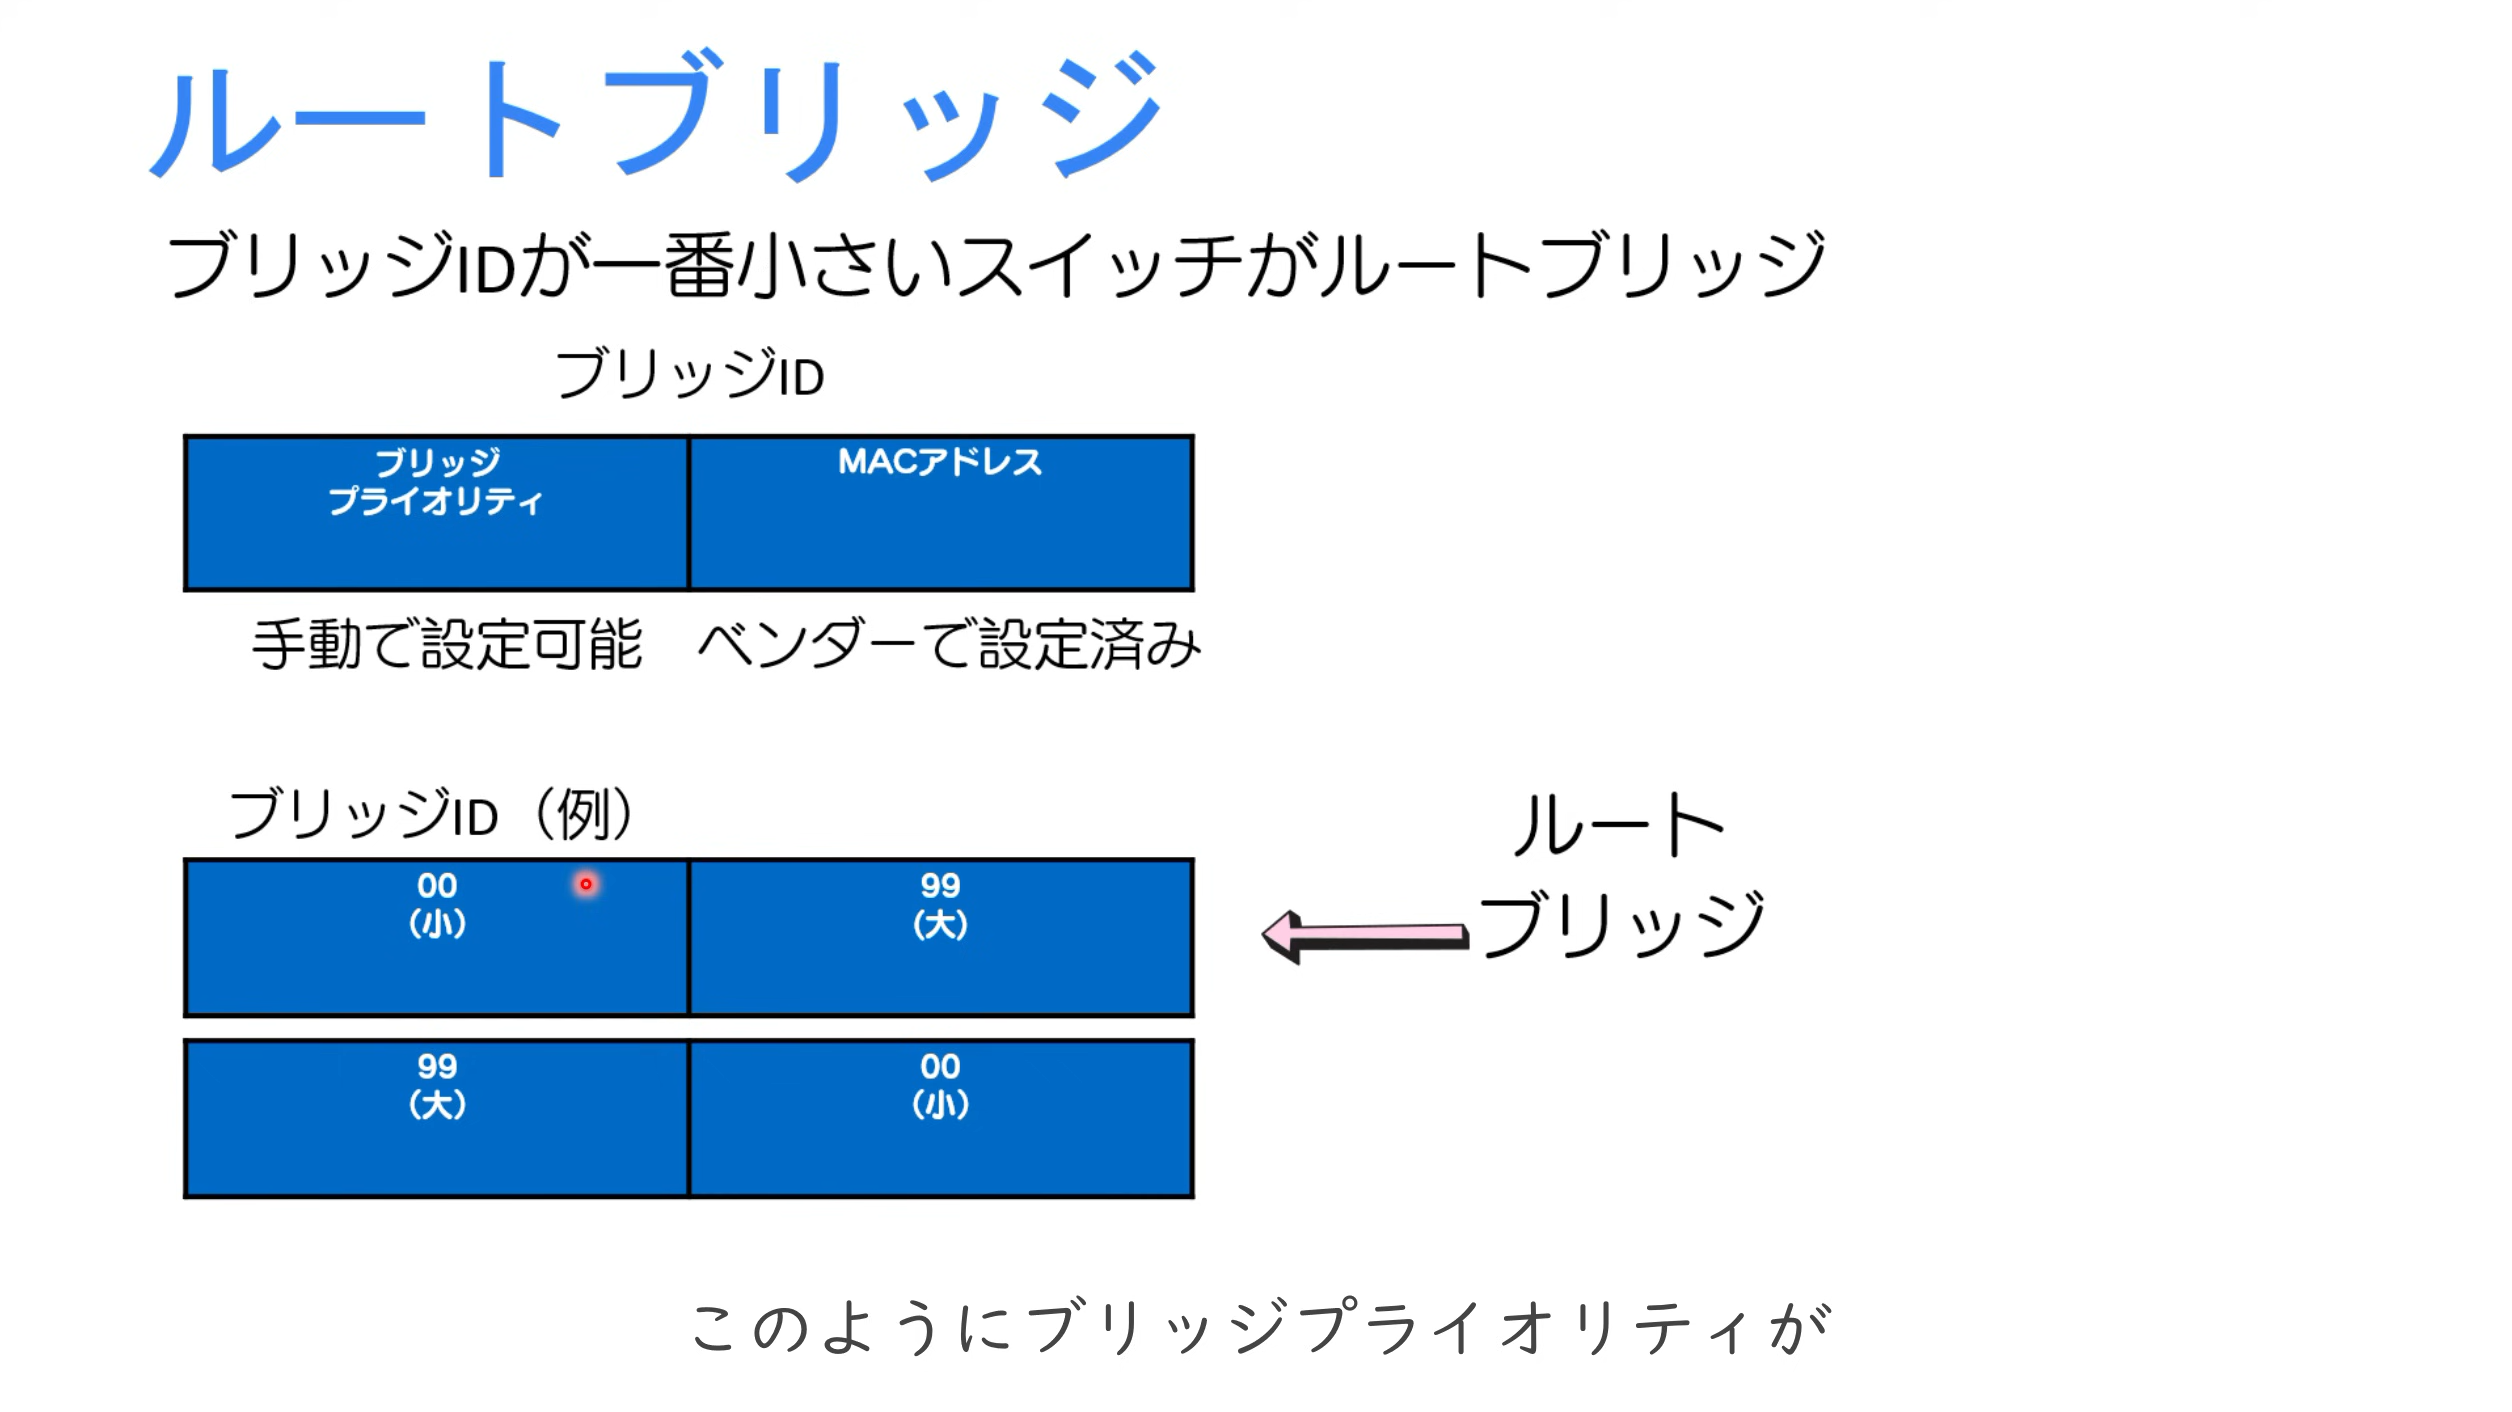 ルートブリッジ
ブリッジIDが一番小さいスイッチがルートブリッジ
ブリッジID
ブリッジ
プライオリティ
MACアドレス
手動で設定可能
ベンダーで設定済み
ブリッジID（例）
00
（小）
99
（大）
ルート
ブリッジ
99
（大）
00
（小）
このようにブリッジプライオリティが